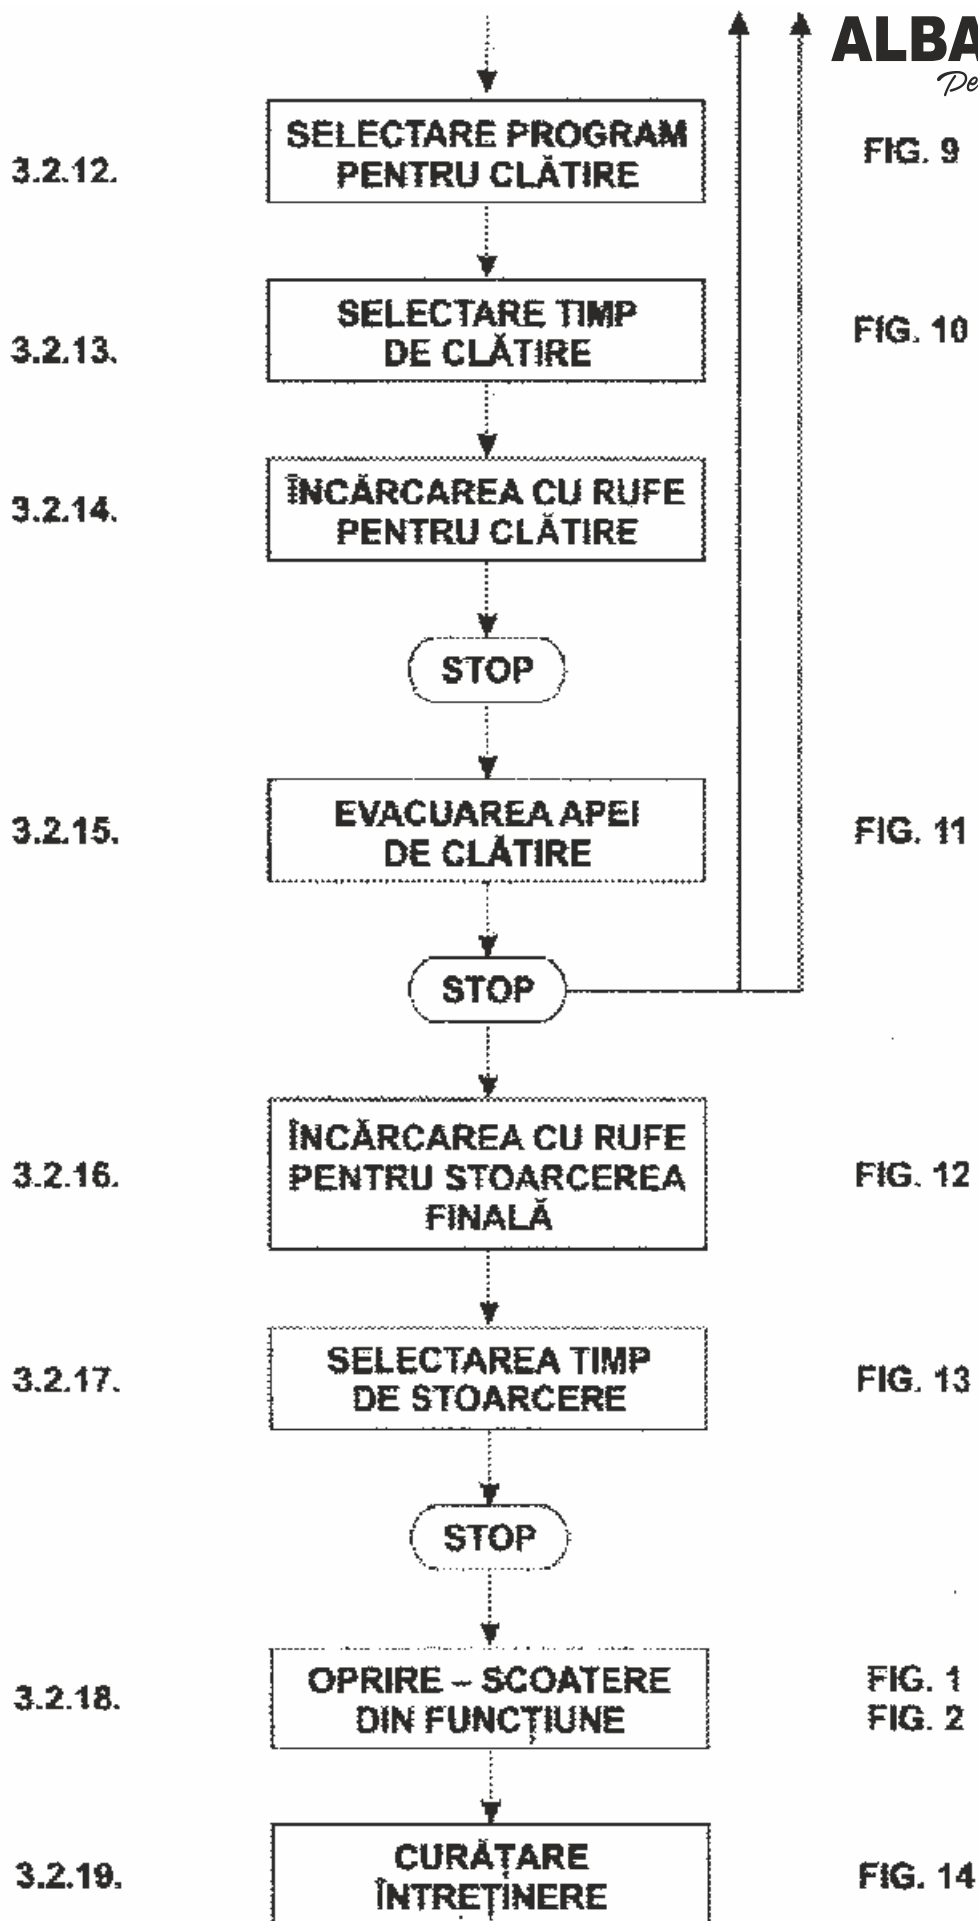 ALBA
Pe
3.2.12.
SELECTARE PROGRAM
PENTRU CLĂTIRE
FIG. 9
3.2.13.
SELECTARE TIMP
DE CLĂTIRE
FIG. 10
3.2.14.
ÎNCĂRCAREA CU RUFE
PENTRU CLĂTIRE
STOP
3.2.15.
EVACUAREA APEI
DE CLĂTIRE
FIG. 11
STOP
3.2.16.
ÎNCĂRCAREA CU RUFE
PENTRU STOARCEREA
FINALĂ
FIG. 12
3.2.17.
SELECTAREA TIMP
DE STOARCERE
FIG. 13
STOP
3.2.18.
OPRIRE – SCOATERE
DIN FUNCȚIUNE
FIG. 1
FIG. 2
3.2.19.
CURĂȚARE
ÎNTREȚINERE
FIG. 14